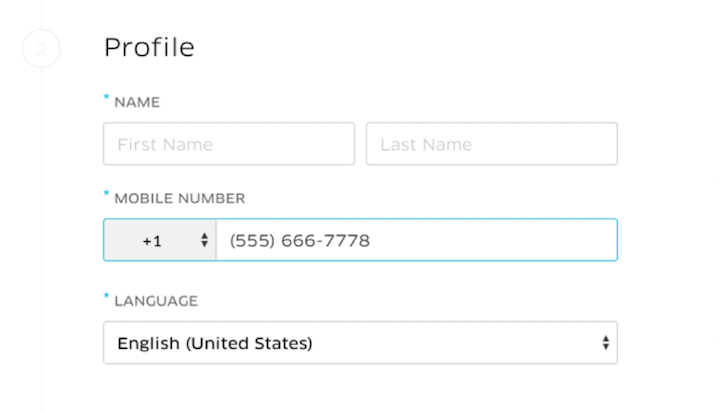 2
Profile
* NAME
First Name Last Name
* MOBILE NUMBER
+1 (555) 666-7778
* LANGUAGE
English (United States)